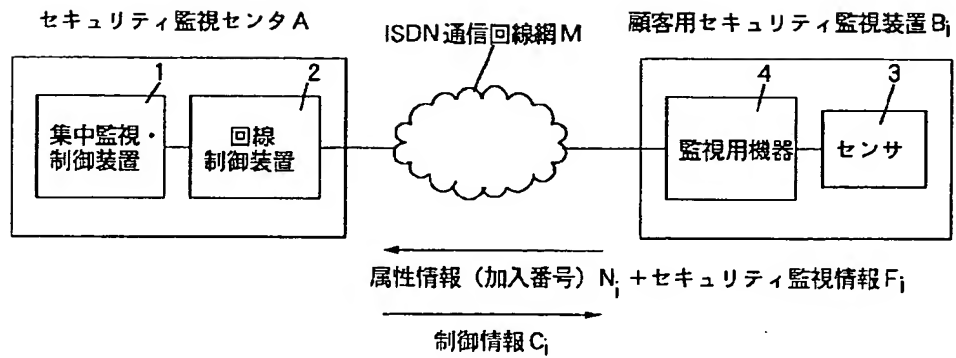 セキュリティ監視センタA
ISDN通信回線網M
顧客用セキュリティ監視装置Bi
1
2
4
3
集中監視・
制御装置
回線
制御装置
監視用機器
センサ
属性情報（加入番号）Ni＋セキュリティ監視情報Fi
制御情報Ci